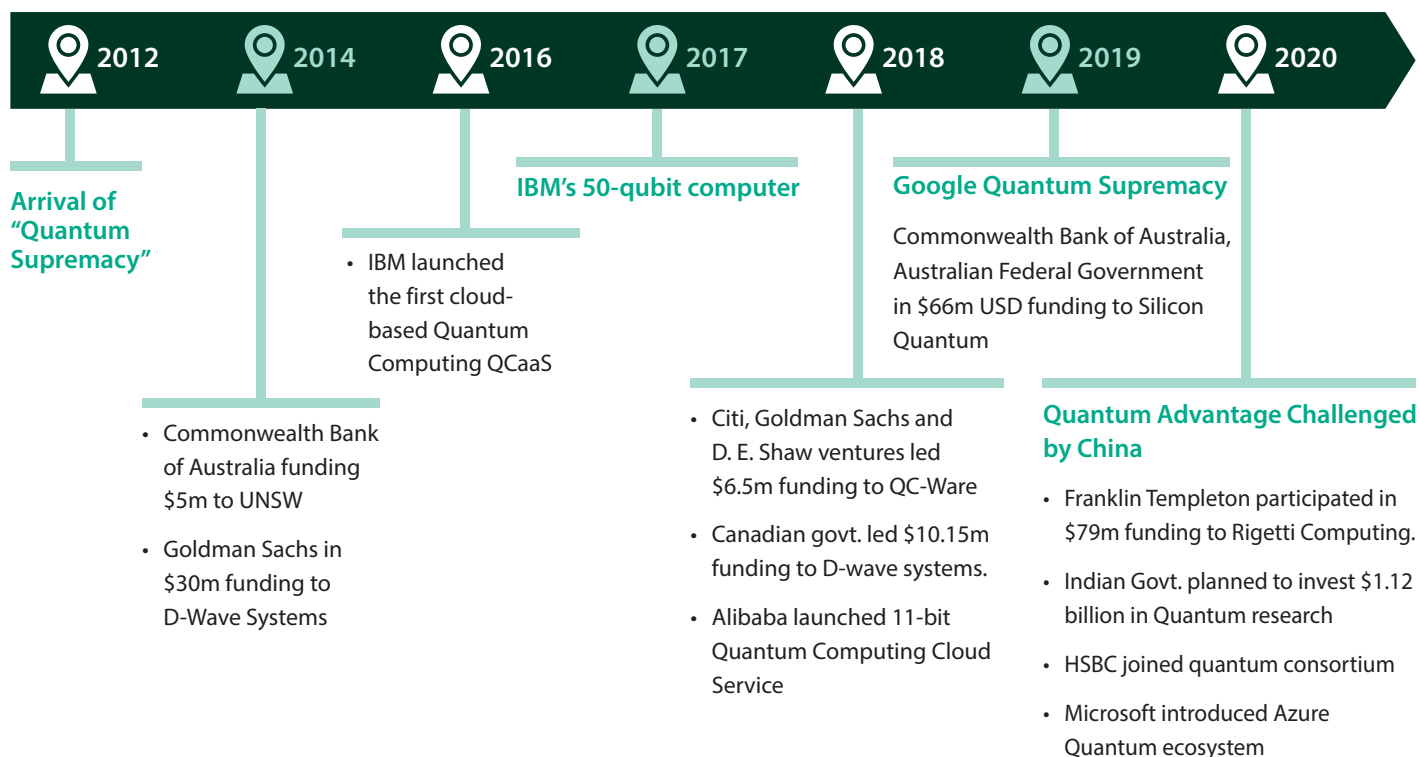 2012
2014
2016
2017
2018
2019
2020
Arrival of
“Quantum
Supremacy”
• Commonwealth Bank
of Australia funding
$5m to UNSW
• Goldman Sachs in
$30m funding to
D-Wave Systems
• IBM launched
the first cloud-
based Quantum
Computing QCaaS
IBM’s 50-qubit computer
• Citi, Goldman Sachs and
D. E. Shaw ventures led
$6.5m funding to QC-Ware
• Canadian govt. led $10.15m
funding to D-wave systems.
• Alibaba launched 11-bit
Quantum Computing Cloud
Service
Google Quantum Supremacy
Commonwealth Bank of Australia,
Australian Federal Government
in $66m USD funding to Silicon
Quantum
Quantum Advantage Challenged
by China
• Franklin Templeton participated in
$79m funding to Rigetti Computing.
• Indian Govt. planned to invest $1.12
billion in Quantum research
• HSBC joined quantum consortium
• Microsoft introduced Azure
Quantum ecosystem